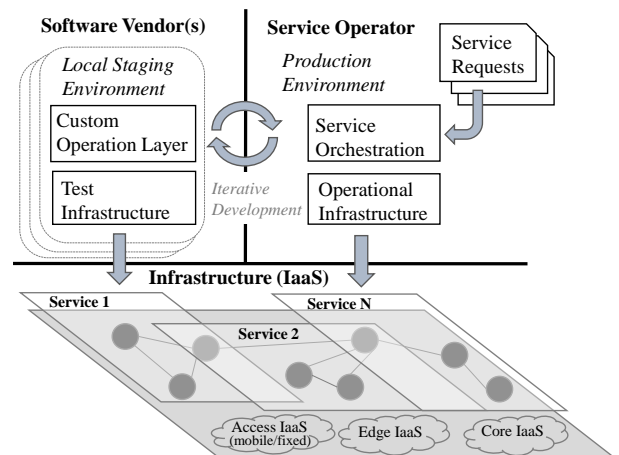 Software Vendor(s)
Service Operator
Local Staging
Environment
Production
Environment
Service
Requests
Custom
Operation Layer
Service
Orchestration
Test
Infrastructure
Iterative
Development
Operational
Infrastructure
Infrastructure (IaaS)
Service 1
Service N
Service 2
Access IaaS
(mobile/fixed)
Edge IaaS
Core IaaS